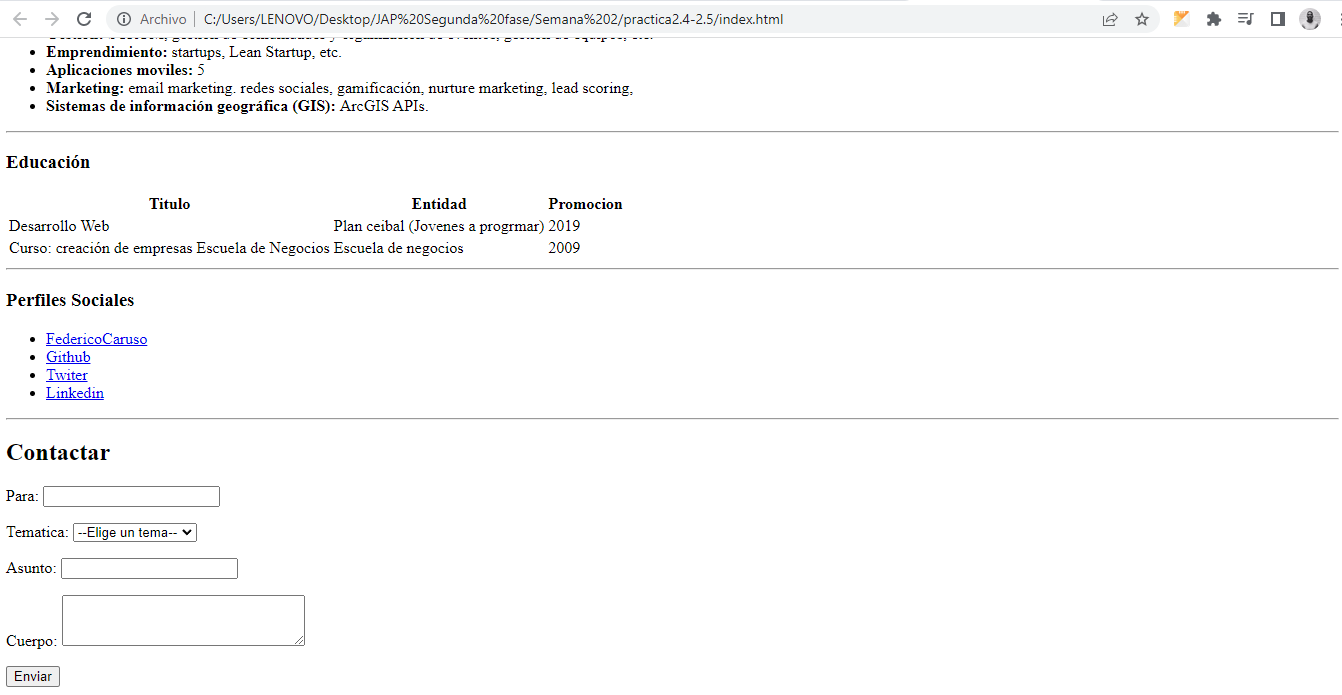 Archivo | C:/Users/LENOVO/Desktop/JAP%20Segunda%20fase/Semana%202/practica2.4-2.5/index.html
Emprendimiento: startups, Lean Startup, etc.
Aplicaciones moviles: 5
Marketing: email marketing. redes sociales, gamificación, nurture marketing, lead scoring,
Sistemas de información geográfica (GIS): ArcGIS APIs.
Educación
Titulo Entidad Promocion
Desarrollo Web Plan ceibal (Jovenes a progrmar) 2019
Curso: creación de empresas Escuela de Negocios Escuela de negocios 2009
Perfiles Sociales
FedericoCaruso
Github
Twiter
Linkedin
Contactar
Para:
Tematica: --Elige un tema--
Asunto:
Cuerpo:
Enviar